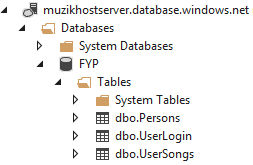 muzikhostserver.database.windows.net
Databases
System Databases
FYP
Tables
System Tables
dbo.Persons
dbo.UserLogin
dbo.UserSongs